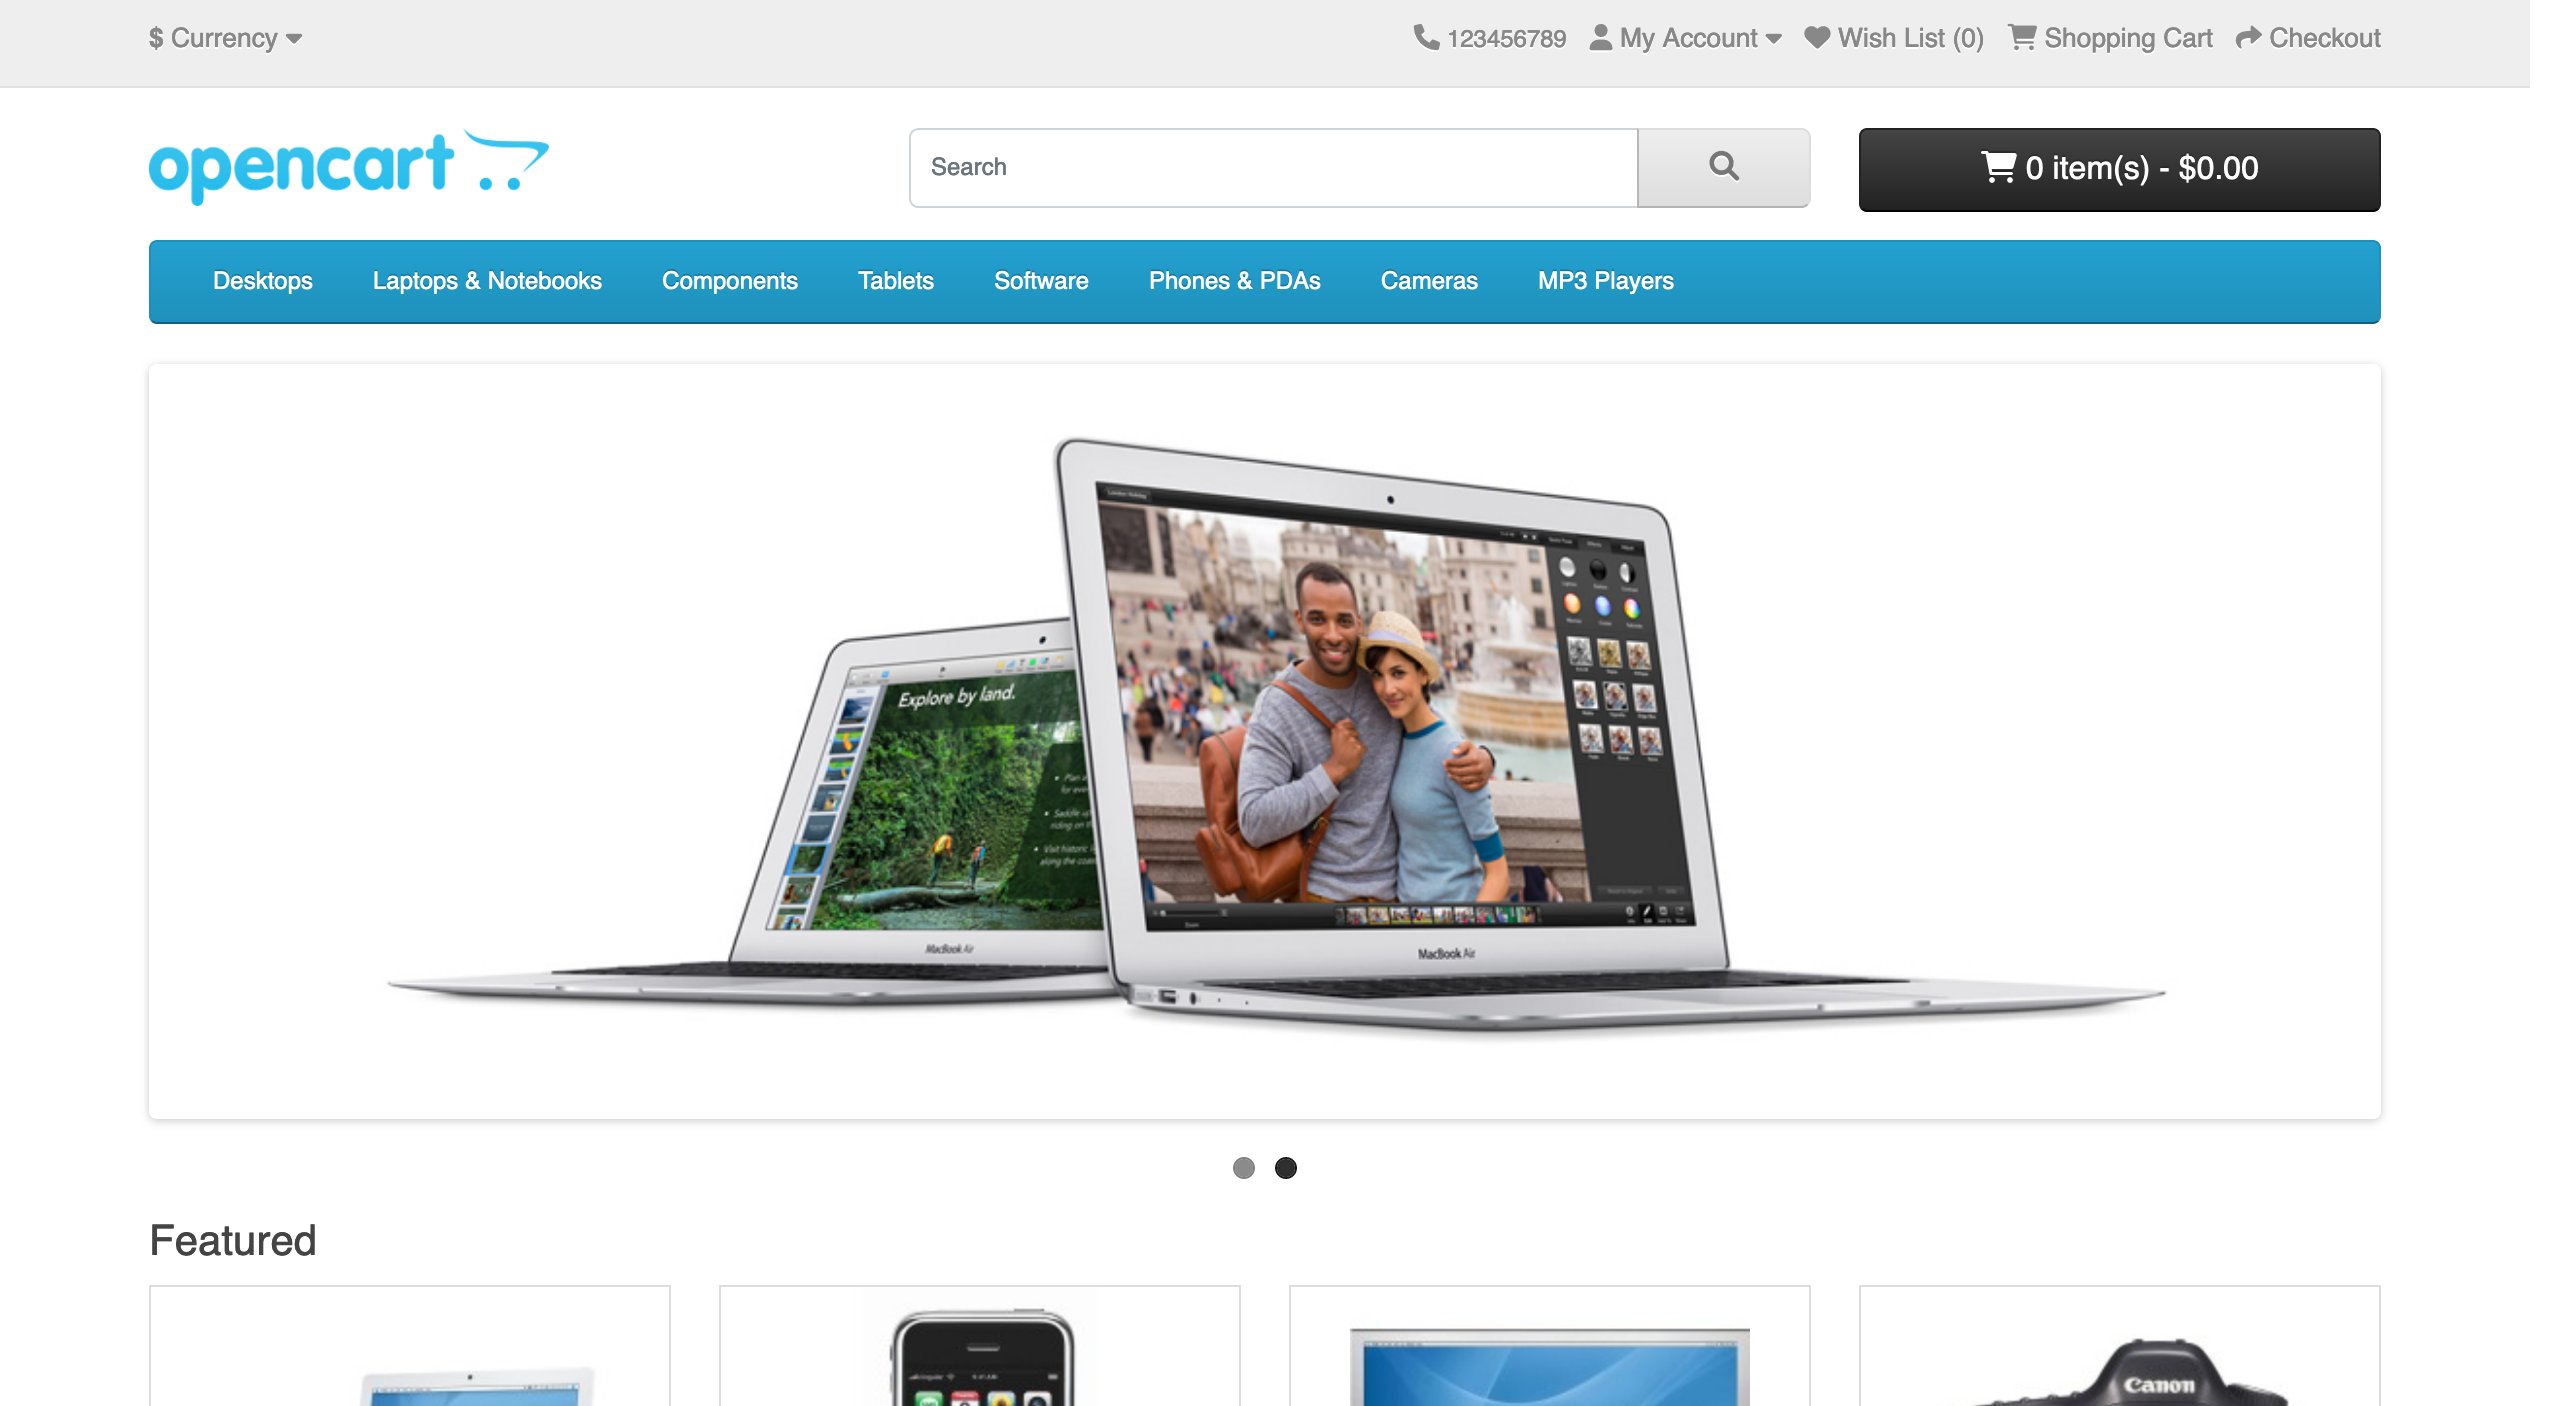 $ Currency
123456789 My Account Wish List (0) Shopping Cart Checkout
opencart
Search
0 item(s) - $0.00
Desktops Laptops & Notebooks Components Tablets Software Phones & PDAs Cameras MP3 Players
Explore by land.
MacBook Air
MacBook Air
Featured
Canon